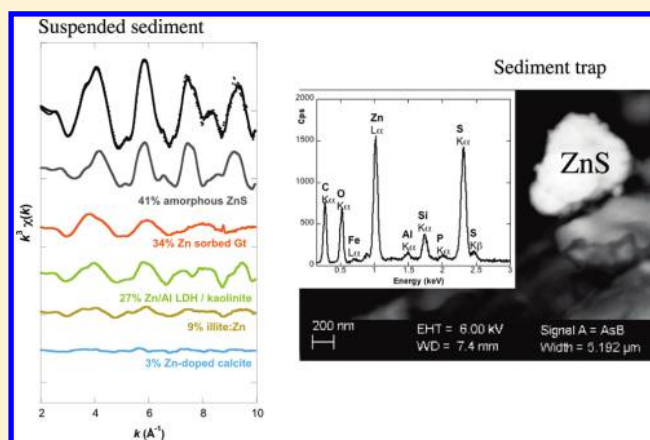 Suspended sediment
k³ χ(k)
41% amorphous ZnS
34% Zn sorbed Gt
27% Zn/Al LDH / kaolinite
9% illite:Zn
3% Zn-doped calcite
2 4 6 8 10
k (Å⁻¹)
Sediment trap
2000
1500
1000
500
0
Cps
C
Kα
O
Kα
Fe
Lα
Zn
Lα
Al
Kα
Si
Kα
P
Kα
S
Kα
S
Kβ
0.5 1 1.5 2 2.5 3
Energy (keV)
ZnS
200 nm
EHT = 6.00 kV
WD = 7.4 mm
Signal A = AsB
Width = 5.192 µm